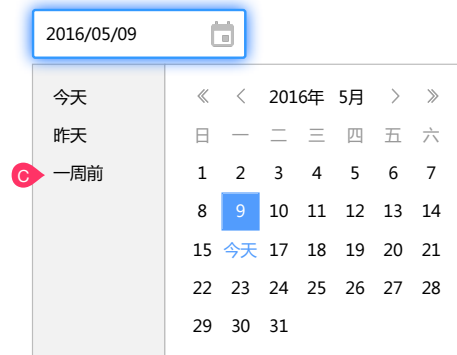 2016/05/09
今天
昨天
C
一周前
« < 2016年 5月 > »
日 一 二 三 四 五 六
1 2 3 4 5 6 7
8 9 10 11 12 13 14
15 今天 17 18 19 20 21
22 23 24 25 26 27 28
29 30 31